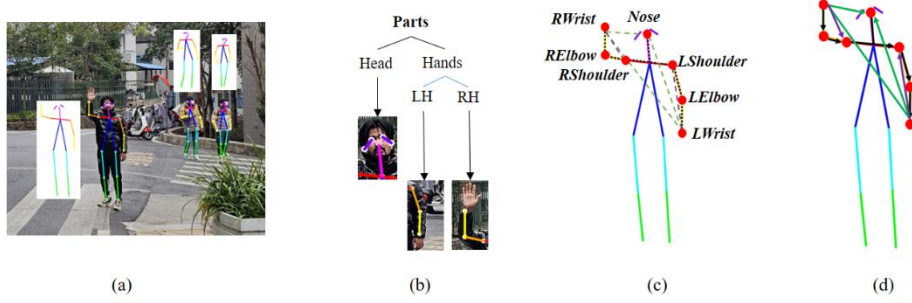 Parts
Head
Hands
LH
RH
RWrist
Nose
RElbow
LShoulder
RShoulder
LElbow
LWrist
(a)
(b)
(c)
(d)